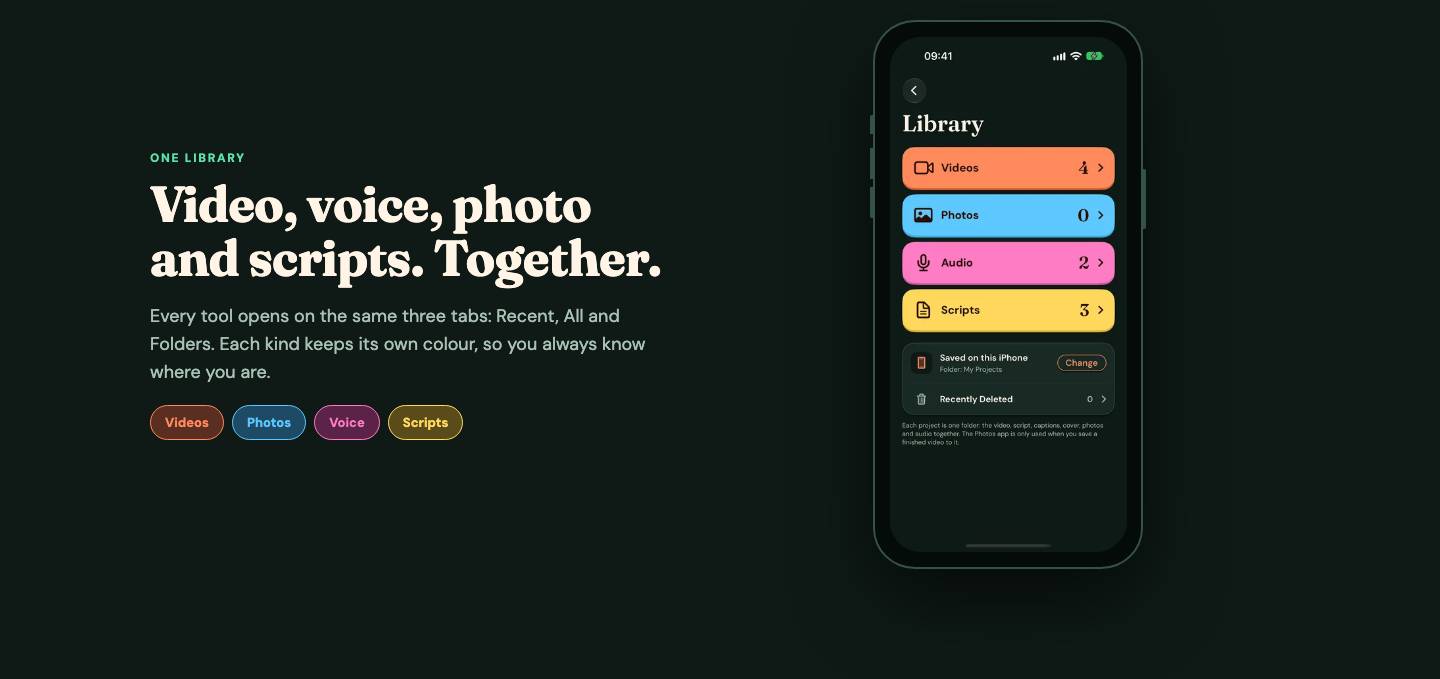 ONE LIBRARY
Video, voice, photo
and scripts. Together.
Every tool opens on the same three tabs: Recent, All and
Folders. Each kind keeps its own colour, so you always know
where you are.
Videos Photos Voice Scripts
09:41
Library
Videos 4
Photos 0
Audio 2
Scripts 3
Saved on this iPhone
Folder: My Projects
Change
Recently Deleted 0
Each project is one folder: the video, script, captions, cover, photos
and audio together. The Photos app is only used when you save a
finished video to it.